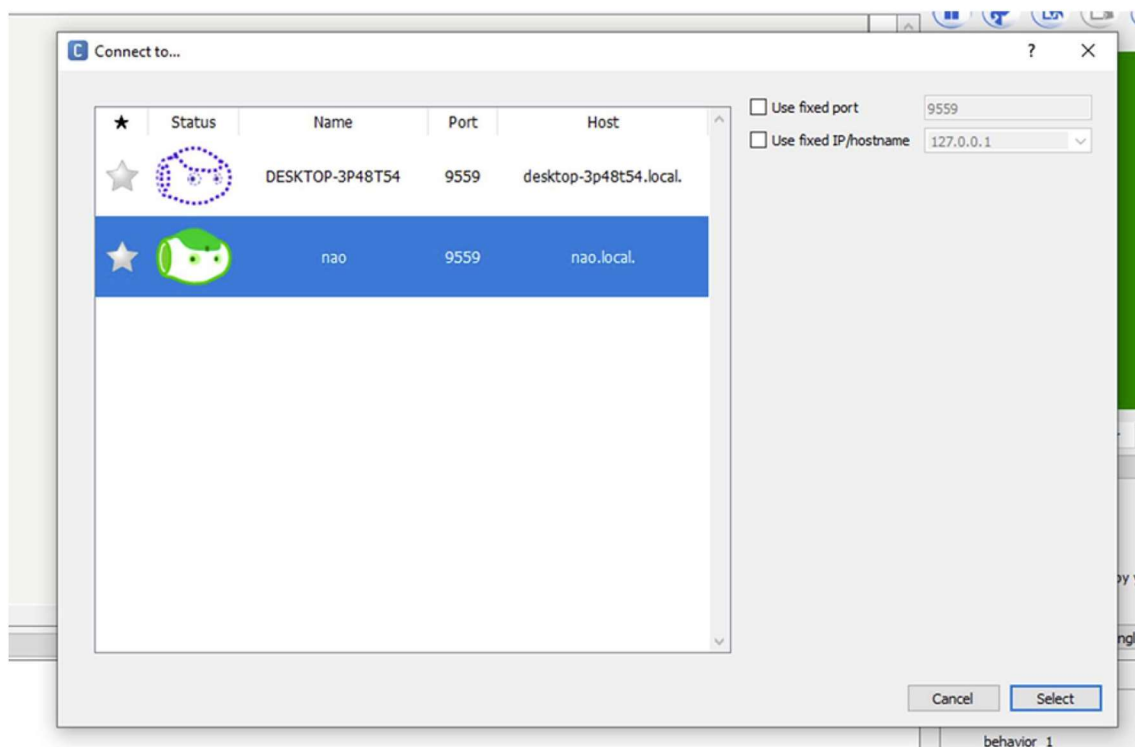 C Connect to... ?
★ Status Name Port Host
DESKTOP-3P48T54 9559 desktop-3p48t54.local.
nao 9559 nao.local.
Use fixed port 9559
Use fixed IP/hostname 127.0.0.1
Cancel Select
behavior_1